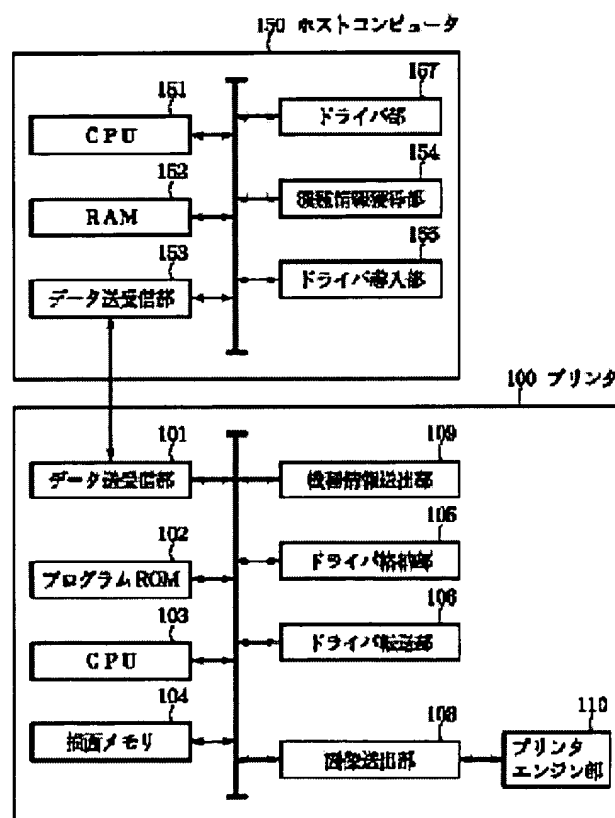 150 ホストコンピュータ
151
CPU
152
RAM
153
データ送受信部
157
ドライバ部
154
機種情報獲得部
155
ドライバ導入部
100 プリンタ
101
データ送受信部
102
プログラムROM
103
CPU
104
描画メモリ
109
機種情報送出部
105
ドライバ格納部
106
ドライバ転送部
108
画像送出部
110
プリンタ
エンジン部